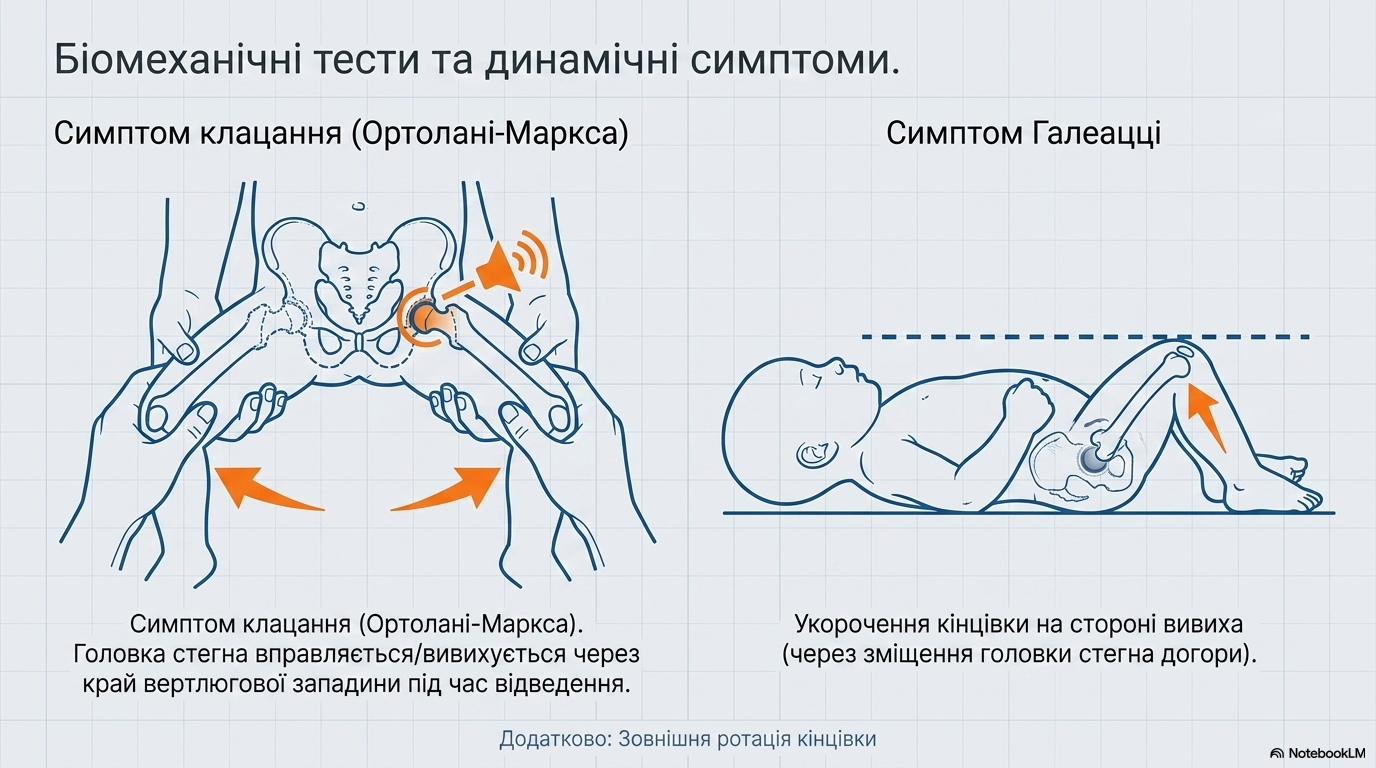 Біомеханічні тести та динамічні симптоми.
Симптом клацання (Ортолані-Маркса)
Симптом Галеацці
Симптом клацання (Ортолані-Маркса).
Головка стегна вправляється/вивихується через
край вертлюгової западини під час відведення.
Укорочення кінцівки на стороні вивиха
(через зміщення головки стегна догори).
Додатково: Зовнішня ротація кінцівки
NotebookLM